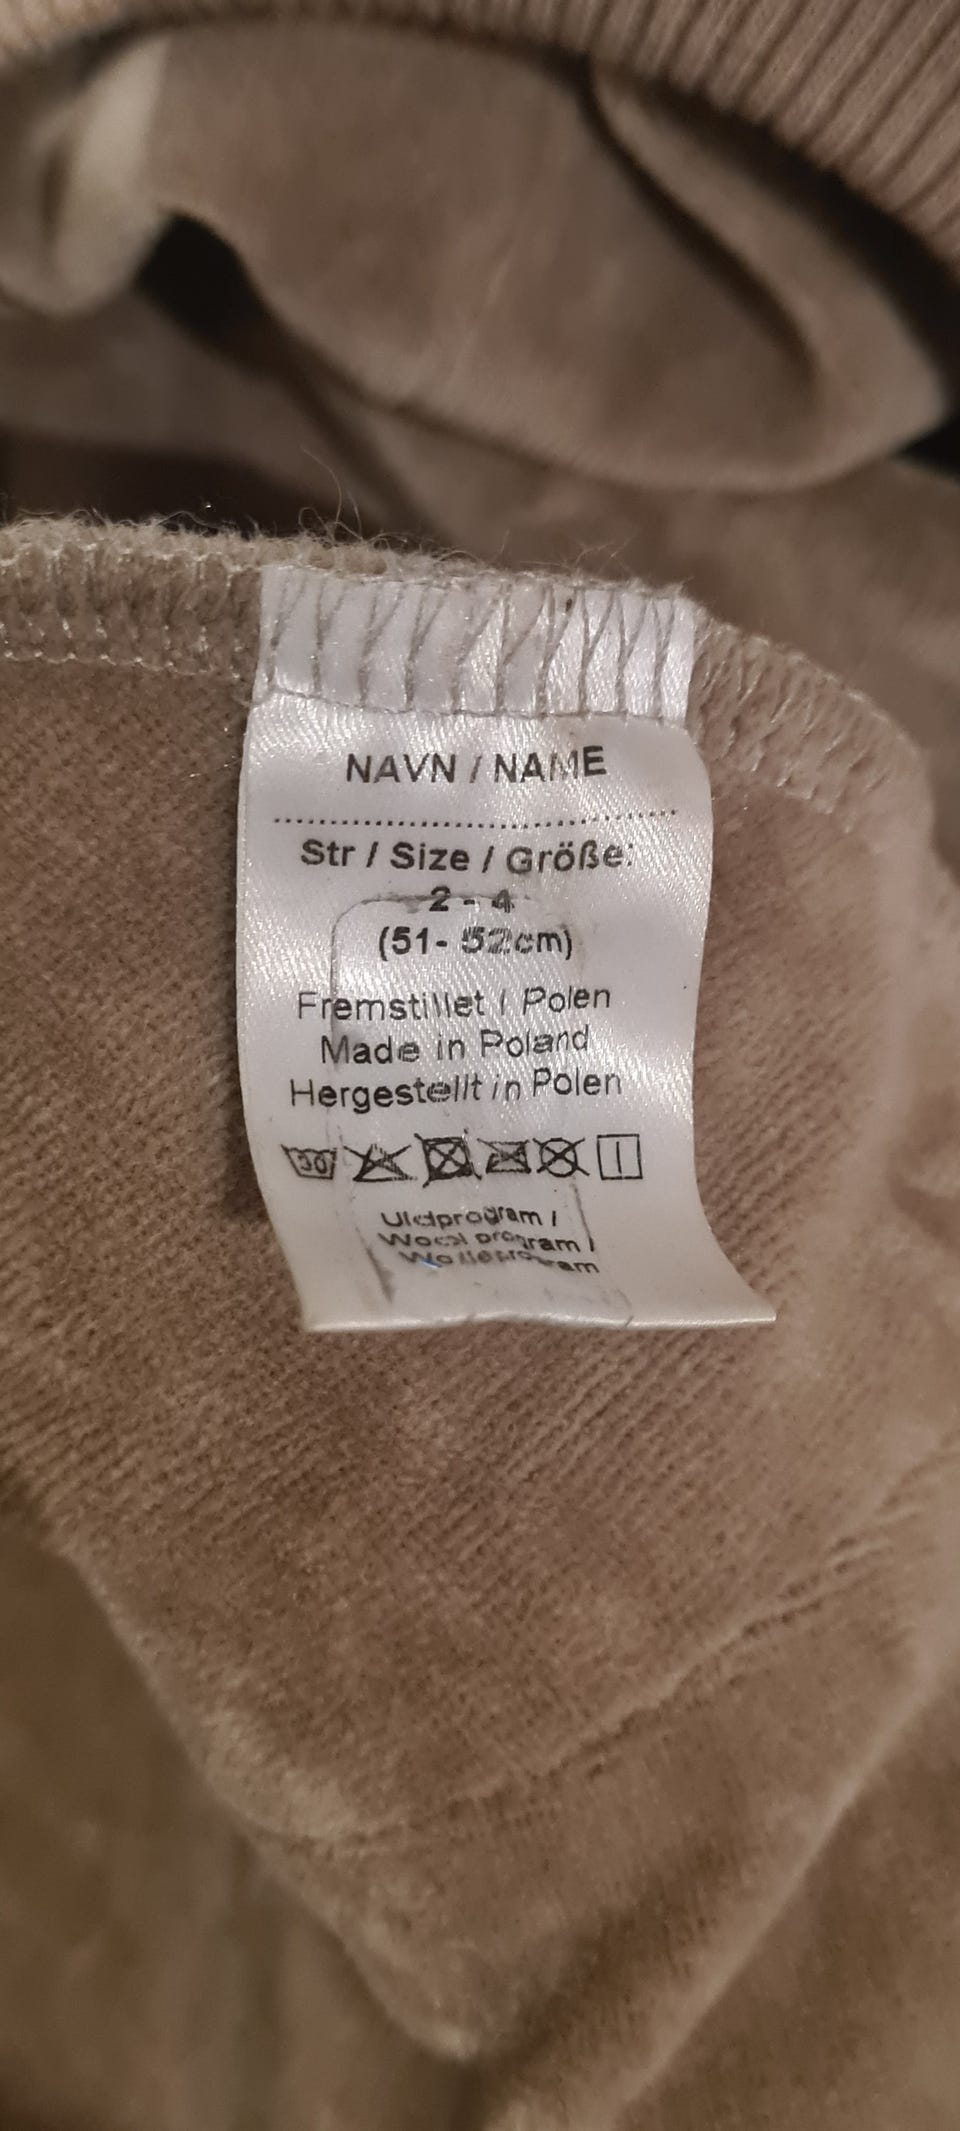 NAVN / NAME
Str / Size / Größe:
2 - 4
(51- 52cm)
Fremstillet i Polen
Made in Poland
Hergestellt in Polen
30
Uldprogram /
Wool program /
Wolleprogram